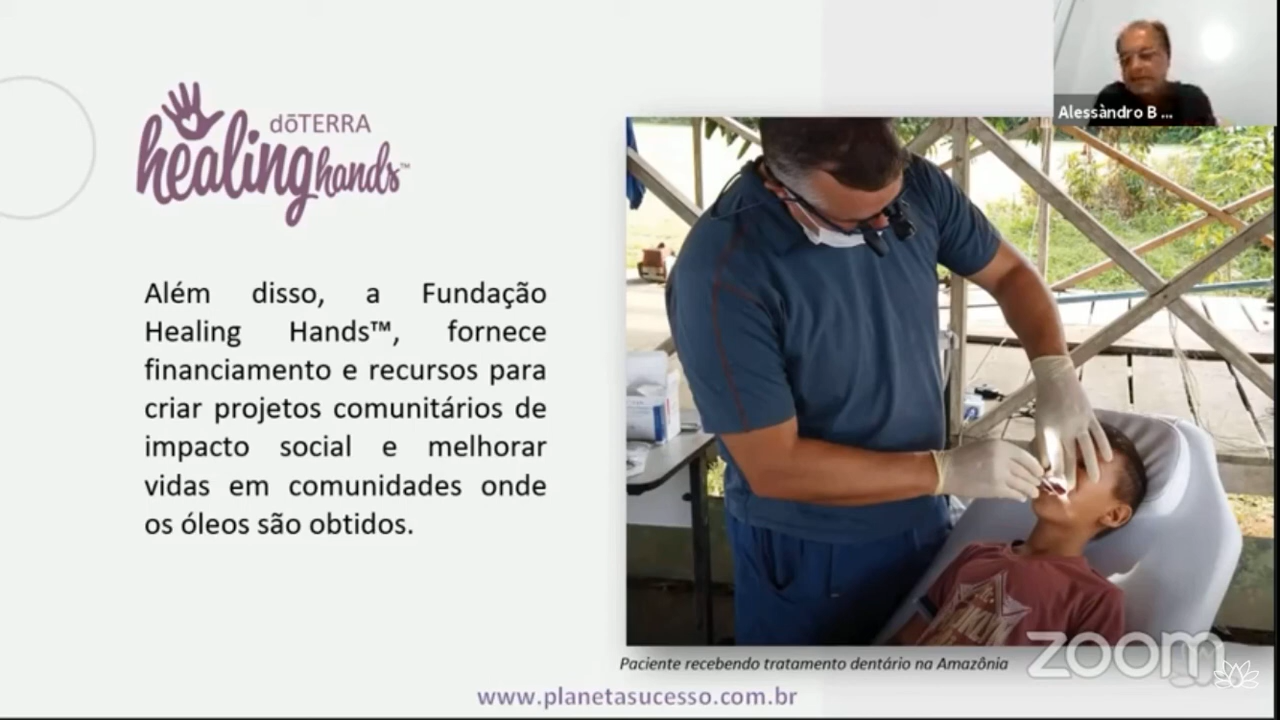 dōTERRA
healing hands™
Além disso, a Fundação
Healing Hands™, fornece
financiamento e recursos para
criar projetos comunitários de
impacto social e melhorar
vidas em comunidades onde
os óleos são obtidos.
Alessàndro B ...
Paciente recebendo tratamento dentário na Amazônia
zoom
www.planetasucesso.com.br